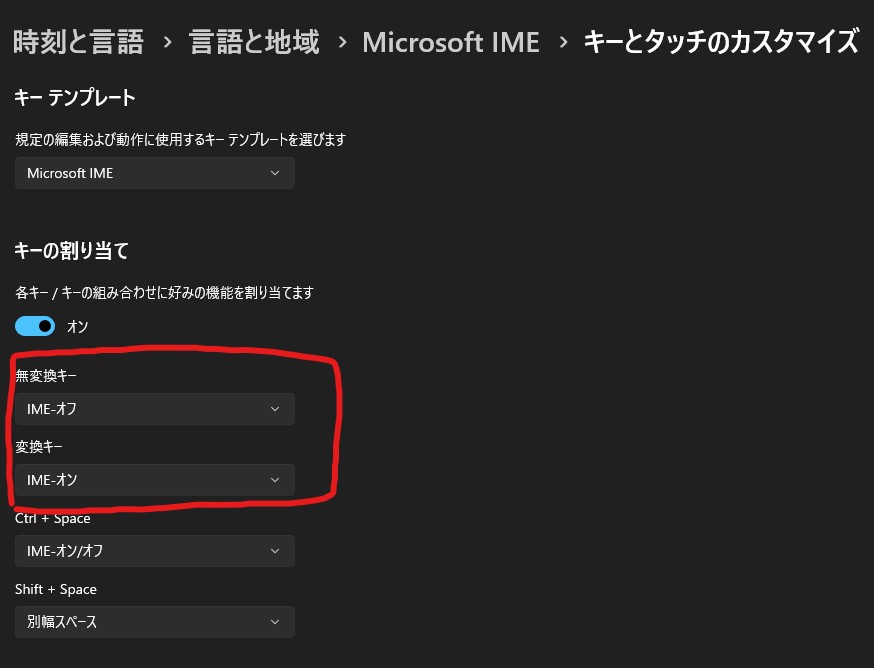 時刻と言語 › 言語と地域 › Microsoft IME › キーとタッチのカスタマイズ
キー テンプレート
規定の編集および動作に使用するキー テンプレートを選びます
Microsoft IME
キーの割り当て
各キー / キーの組み合わせに好みの機能を割り当てます
オン
無変換キー
IME-オフ
変換キー
IME-オン
Ctrl + Space
IME-オン/オフ
Shift + Space
別幅スペース